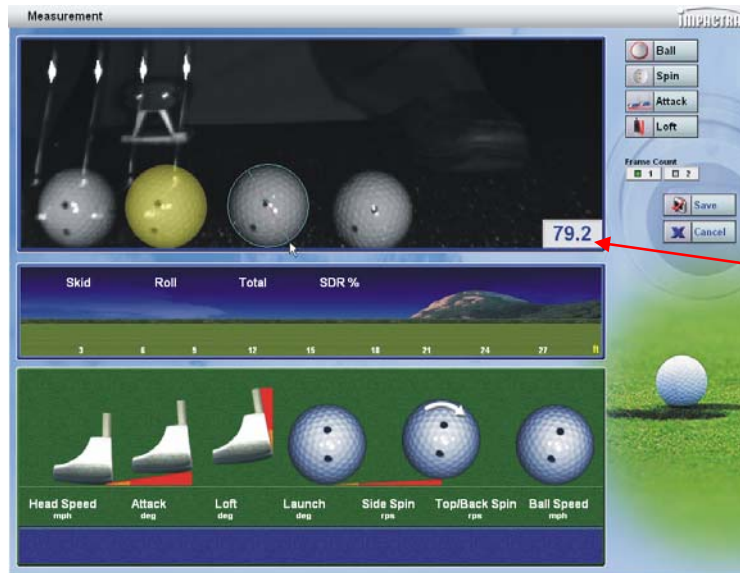 Measurement
Ball
Spin
Attack
Loft
Frame Count
1 2
Save
Cancel
79.2
Skid Roll Total SDR %
3 6 9 12 15 18 21 24 27 ft
Head Speed Attack Loft Launch Side Spin Top/Back Spin Ball Speed
mph deg deg deg rps rps mph